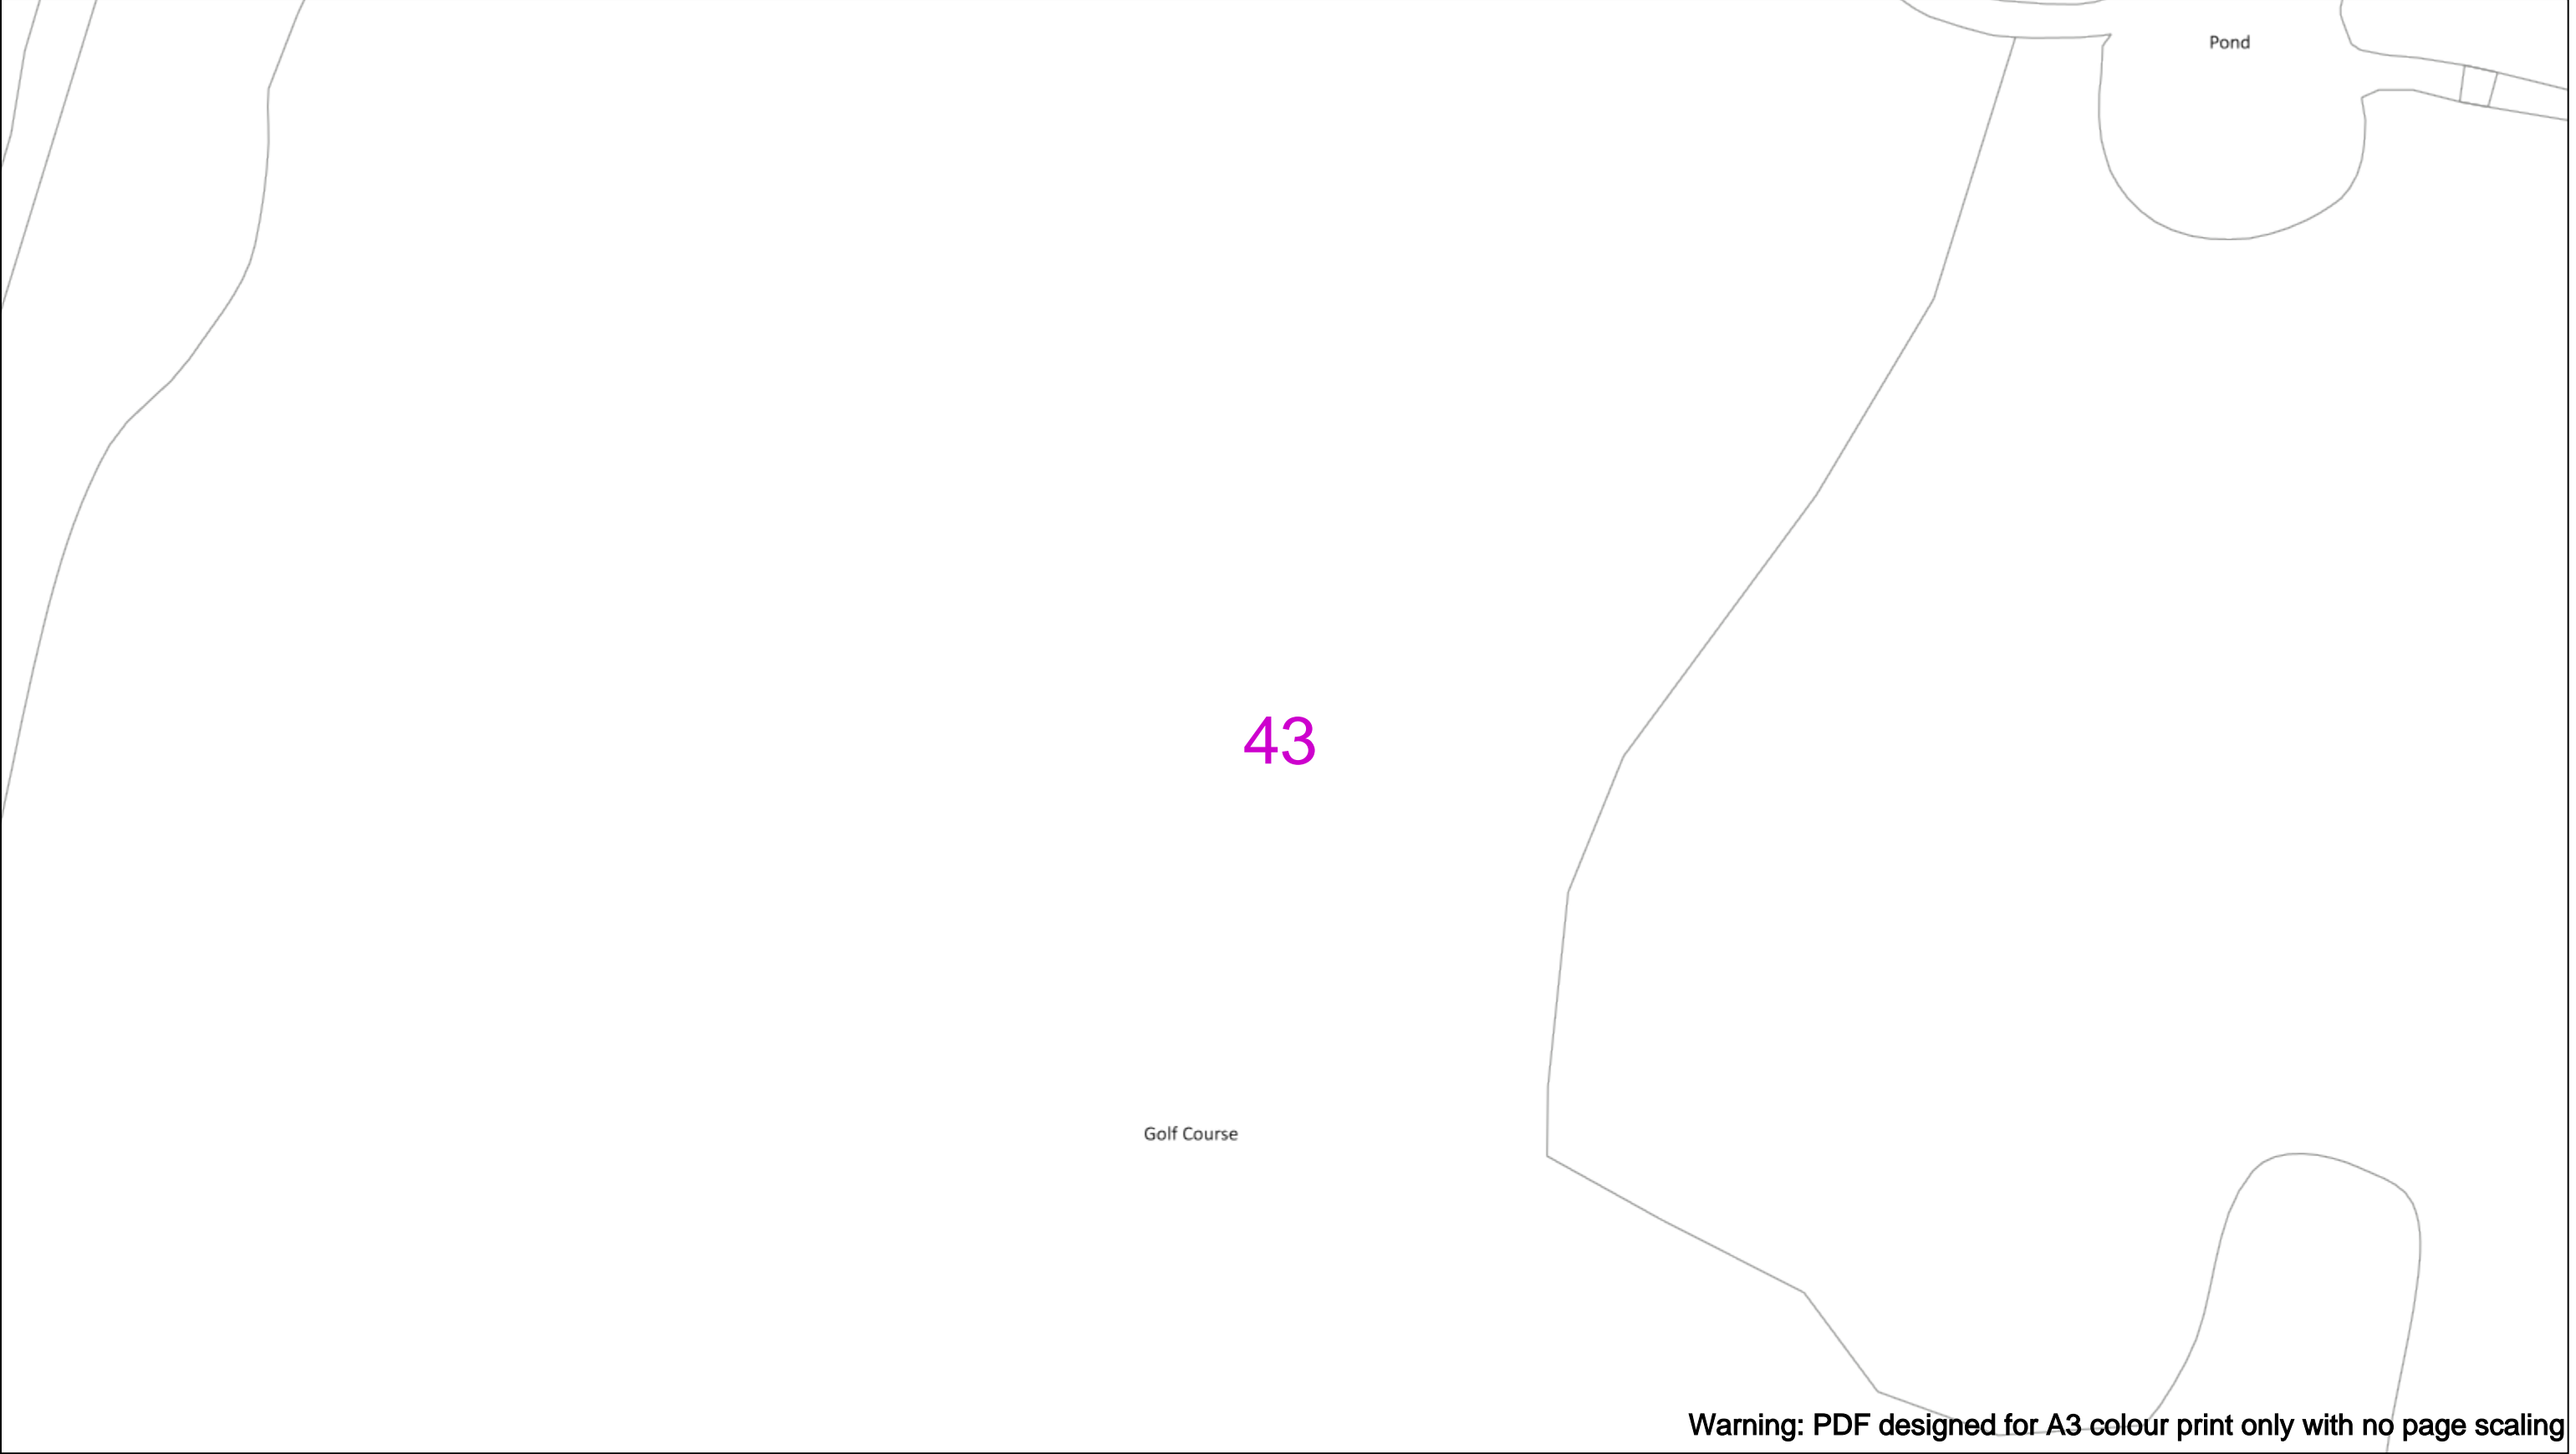 Pond
43
Golf Course
Warning: PDF designed for A3 colour print only with no page scaling